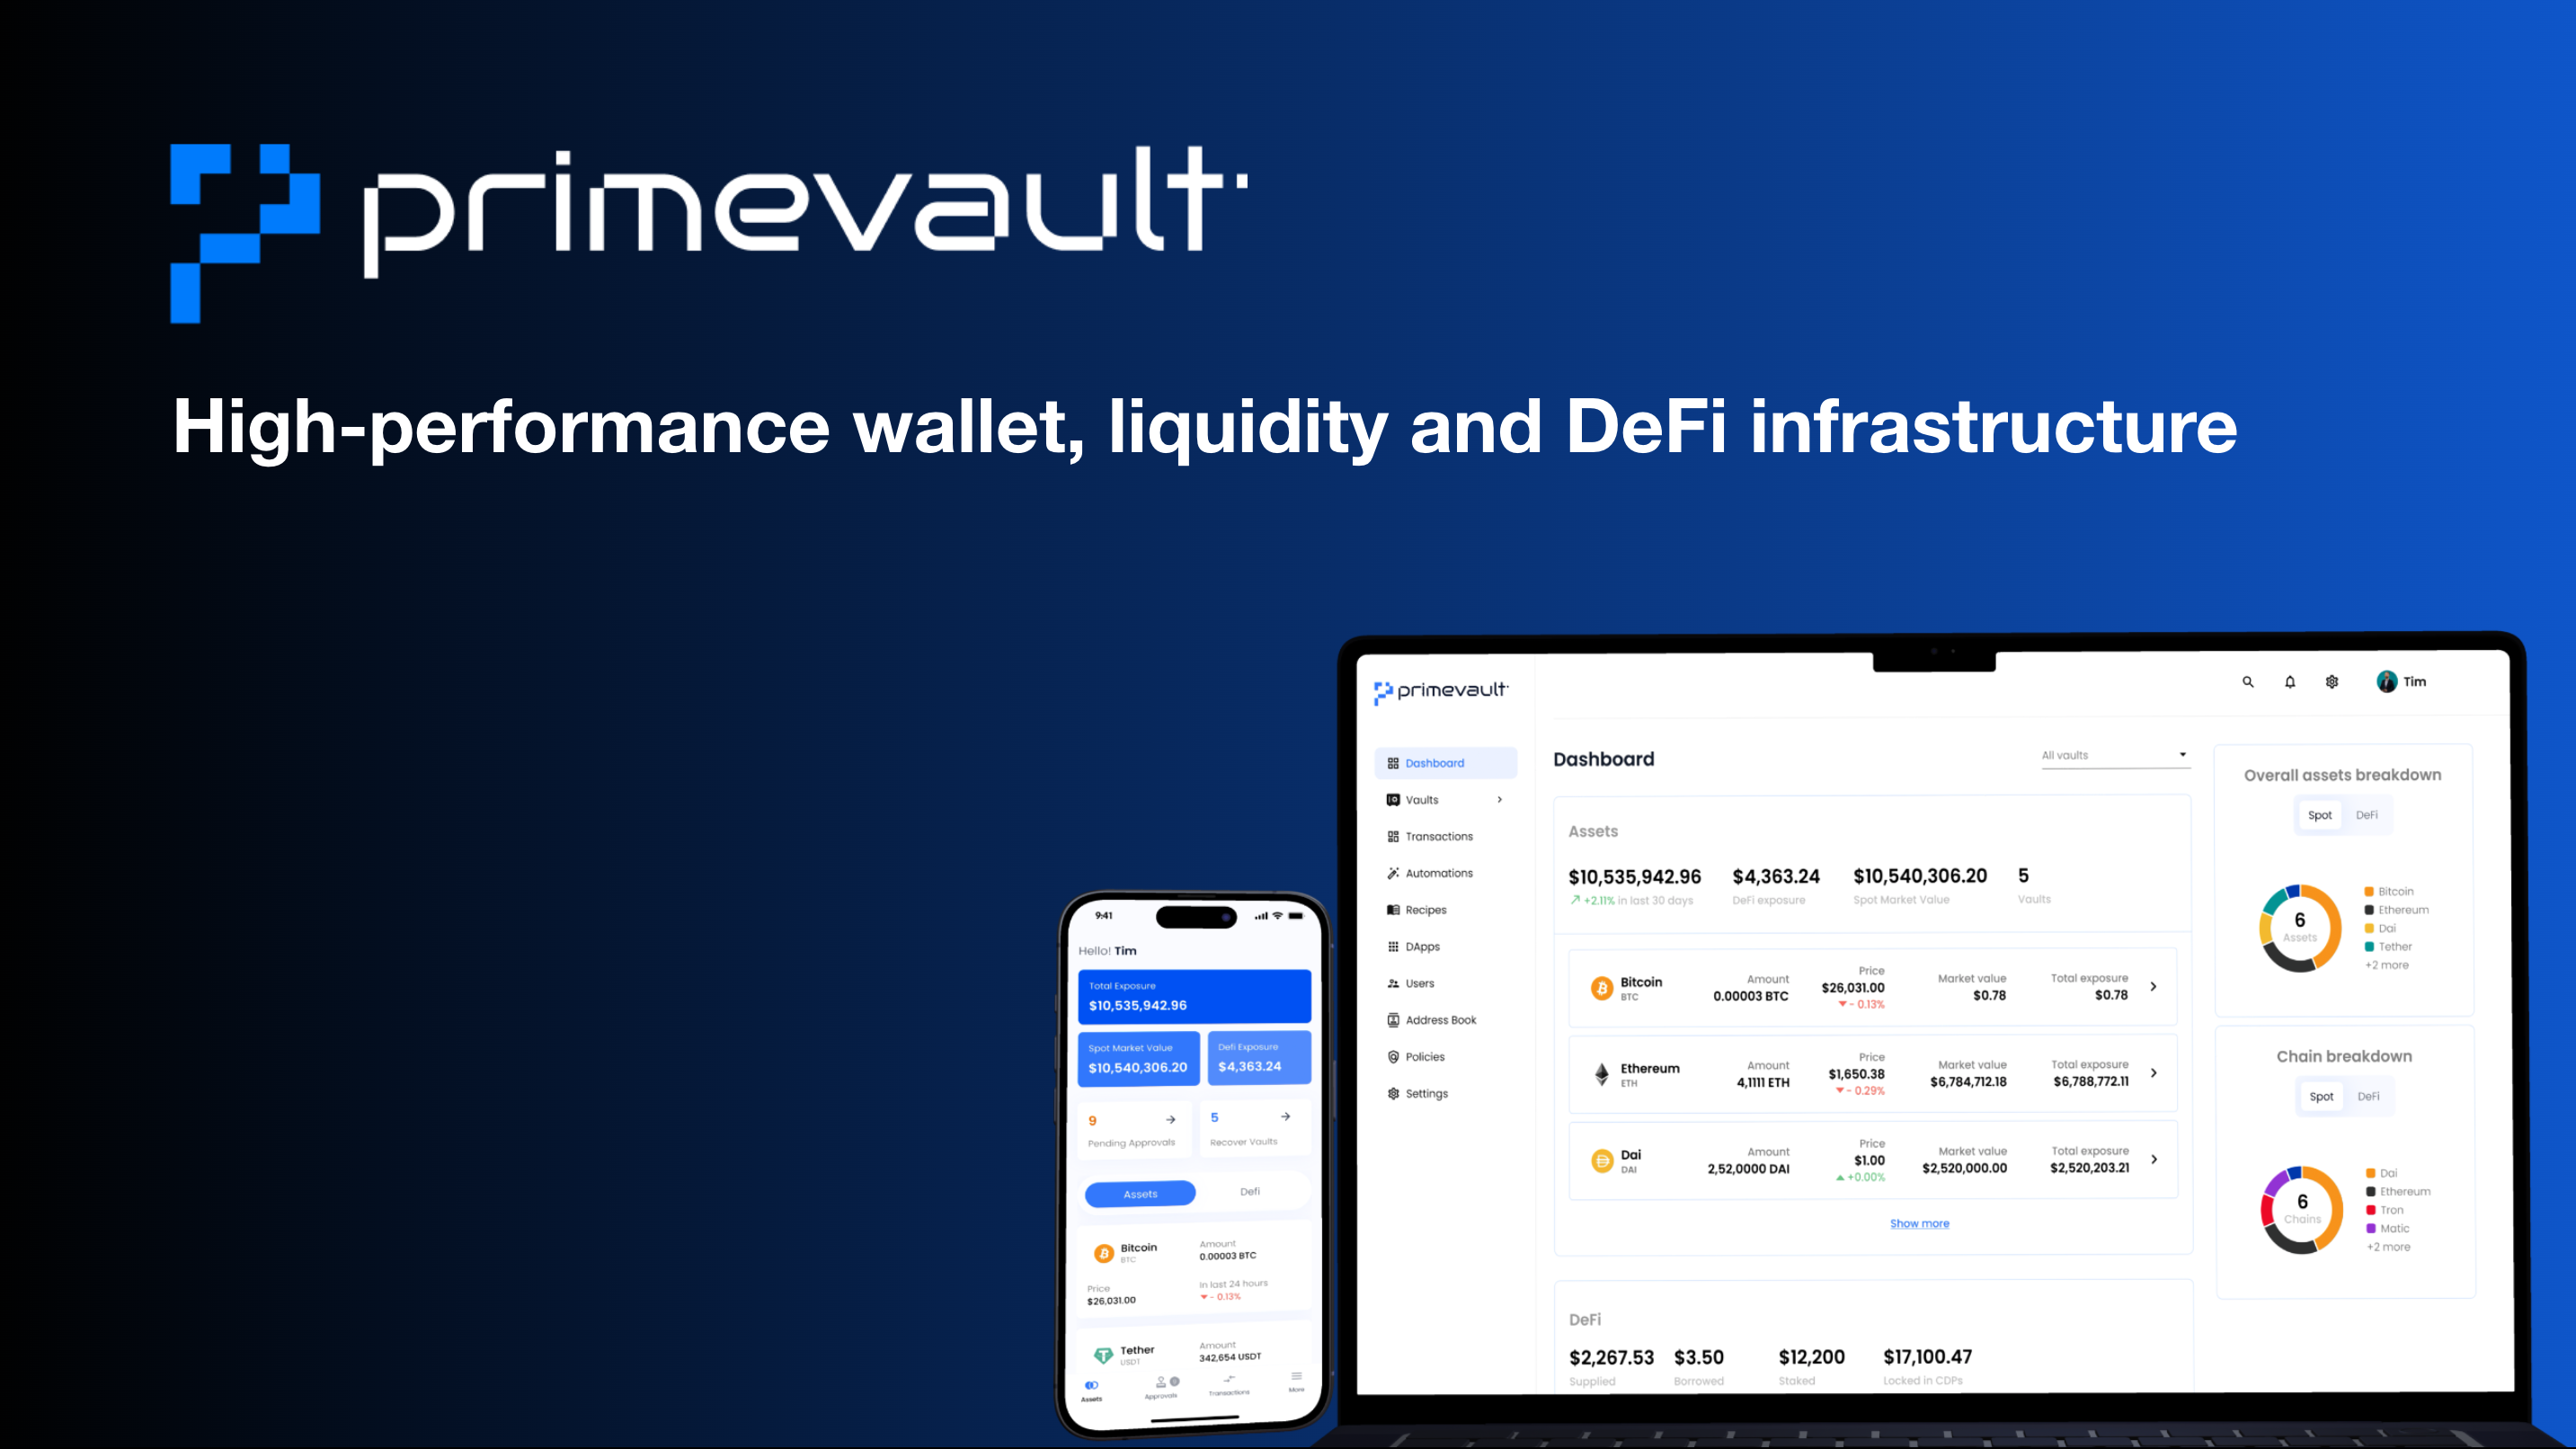 primevault
High-performance wallet, liquidity and DeFi infrastructure
9:41
Hello! Tim
Total Exposure
$10,535,942.96
Spot Market Value
$10,540,306.20
Defi Exposure
$4,363.24
9
Pending Approvals
5
Recover Vaults
Assets
Defi
Bitcoin
BTC
Amount
0.00003 BTC
Price
$26,031.00
In last 24 hours
- 0.13%
Tether
USDT
Amount
342,654 USDT
Assets
Approvals
Transactions
More
primevault
Tim
Dashboard
Vaults
Transactions
Automations
Recipes
DApps
Users
Address Book
Policies
Settings
Dashboard
All vaults
Assets
$10,535,942.96
+2.11% in last 30 days
$4,363.24
DeFi exposure
$10,540,306.20
Spot Market Value
5
Vaults
Bitcoin
BTC
Amount
0.00003 BTC
Price
$26,031.00
- 0.13%
Market value
$0.78
Total exposure
$0.78
Ethereum
ETH
Amount
4,1111 ETH
Price
$1,650.38
- 0.29%
Market value
$6,784,712.18
Total exposure
$6,788,772.11
Dai
DAI
Amount
2,52,0000 DAI
Price
$1.00
+0.00%
Market value
$2,520,000.00
Total exposure
$2,520,203.21
Show more
DeFi
$2,267.53
Supplied
$3.50
Borrowed
$12,200
Staked
$17,100.47
Locked in CDPs
Overall assets breakdown
Spot
DeFi
6
Assets
Bitcoin
Ethereum
Dai
Tether
+2 more
Chain breakdown
Spot
DeFi
6
Chains
Dai
Ethereum
Tron
Matic
+2 more